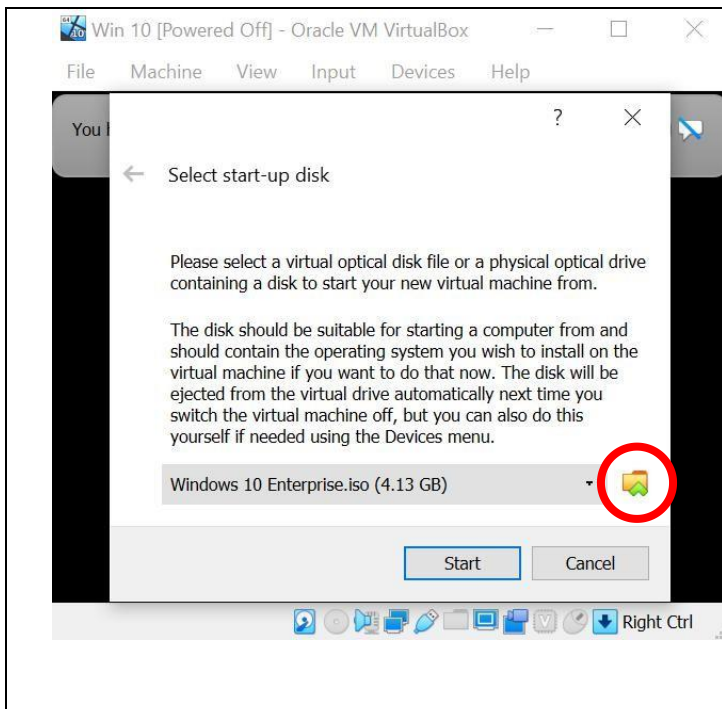 Win 10 [Powered Off] - Oracle VM VirtualBox
File Machine View Input Devices Help
You
?
Select start-up disk
Please select a virtual optical disk file or a physical optical drive
containing a disk to start your new virtual machine from.
The disk should be suitable for starting a computer from and
should contain the operating system you wish to install on the
virtual machine if you want to do that now. The disk will be
ejected from the virtual drive automatically next time you
switch the virtual machine off, but you can also do this
yourself if needed using the Devices menu.
Windows 10 Enterprise.iso (4.13 GB)
Start Cancel
Right Ctrl